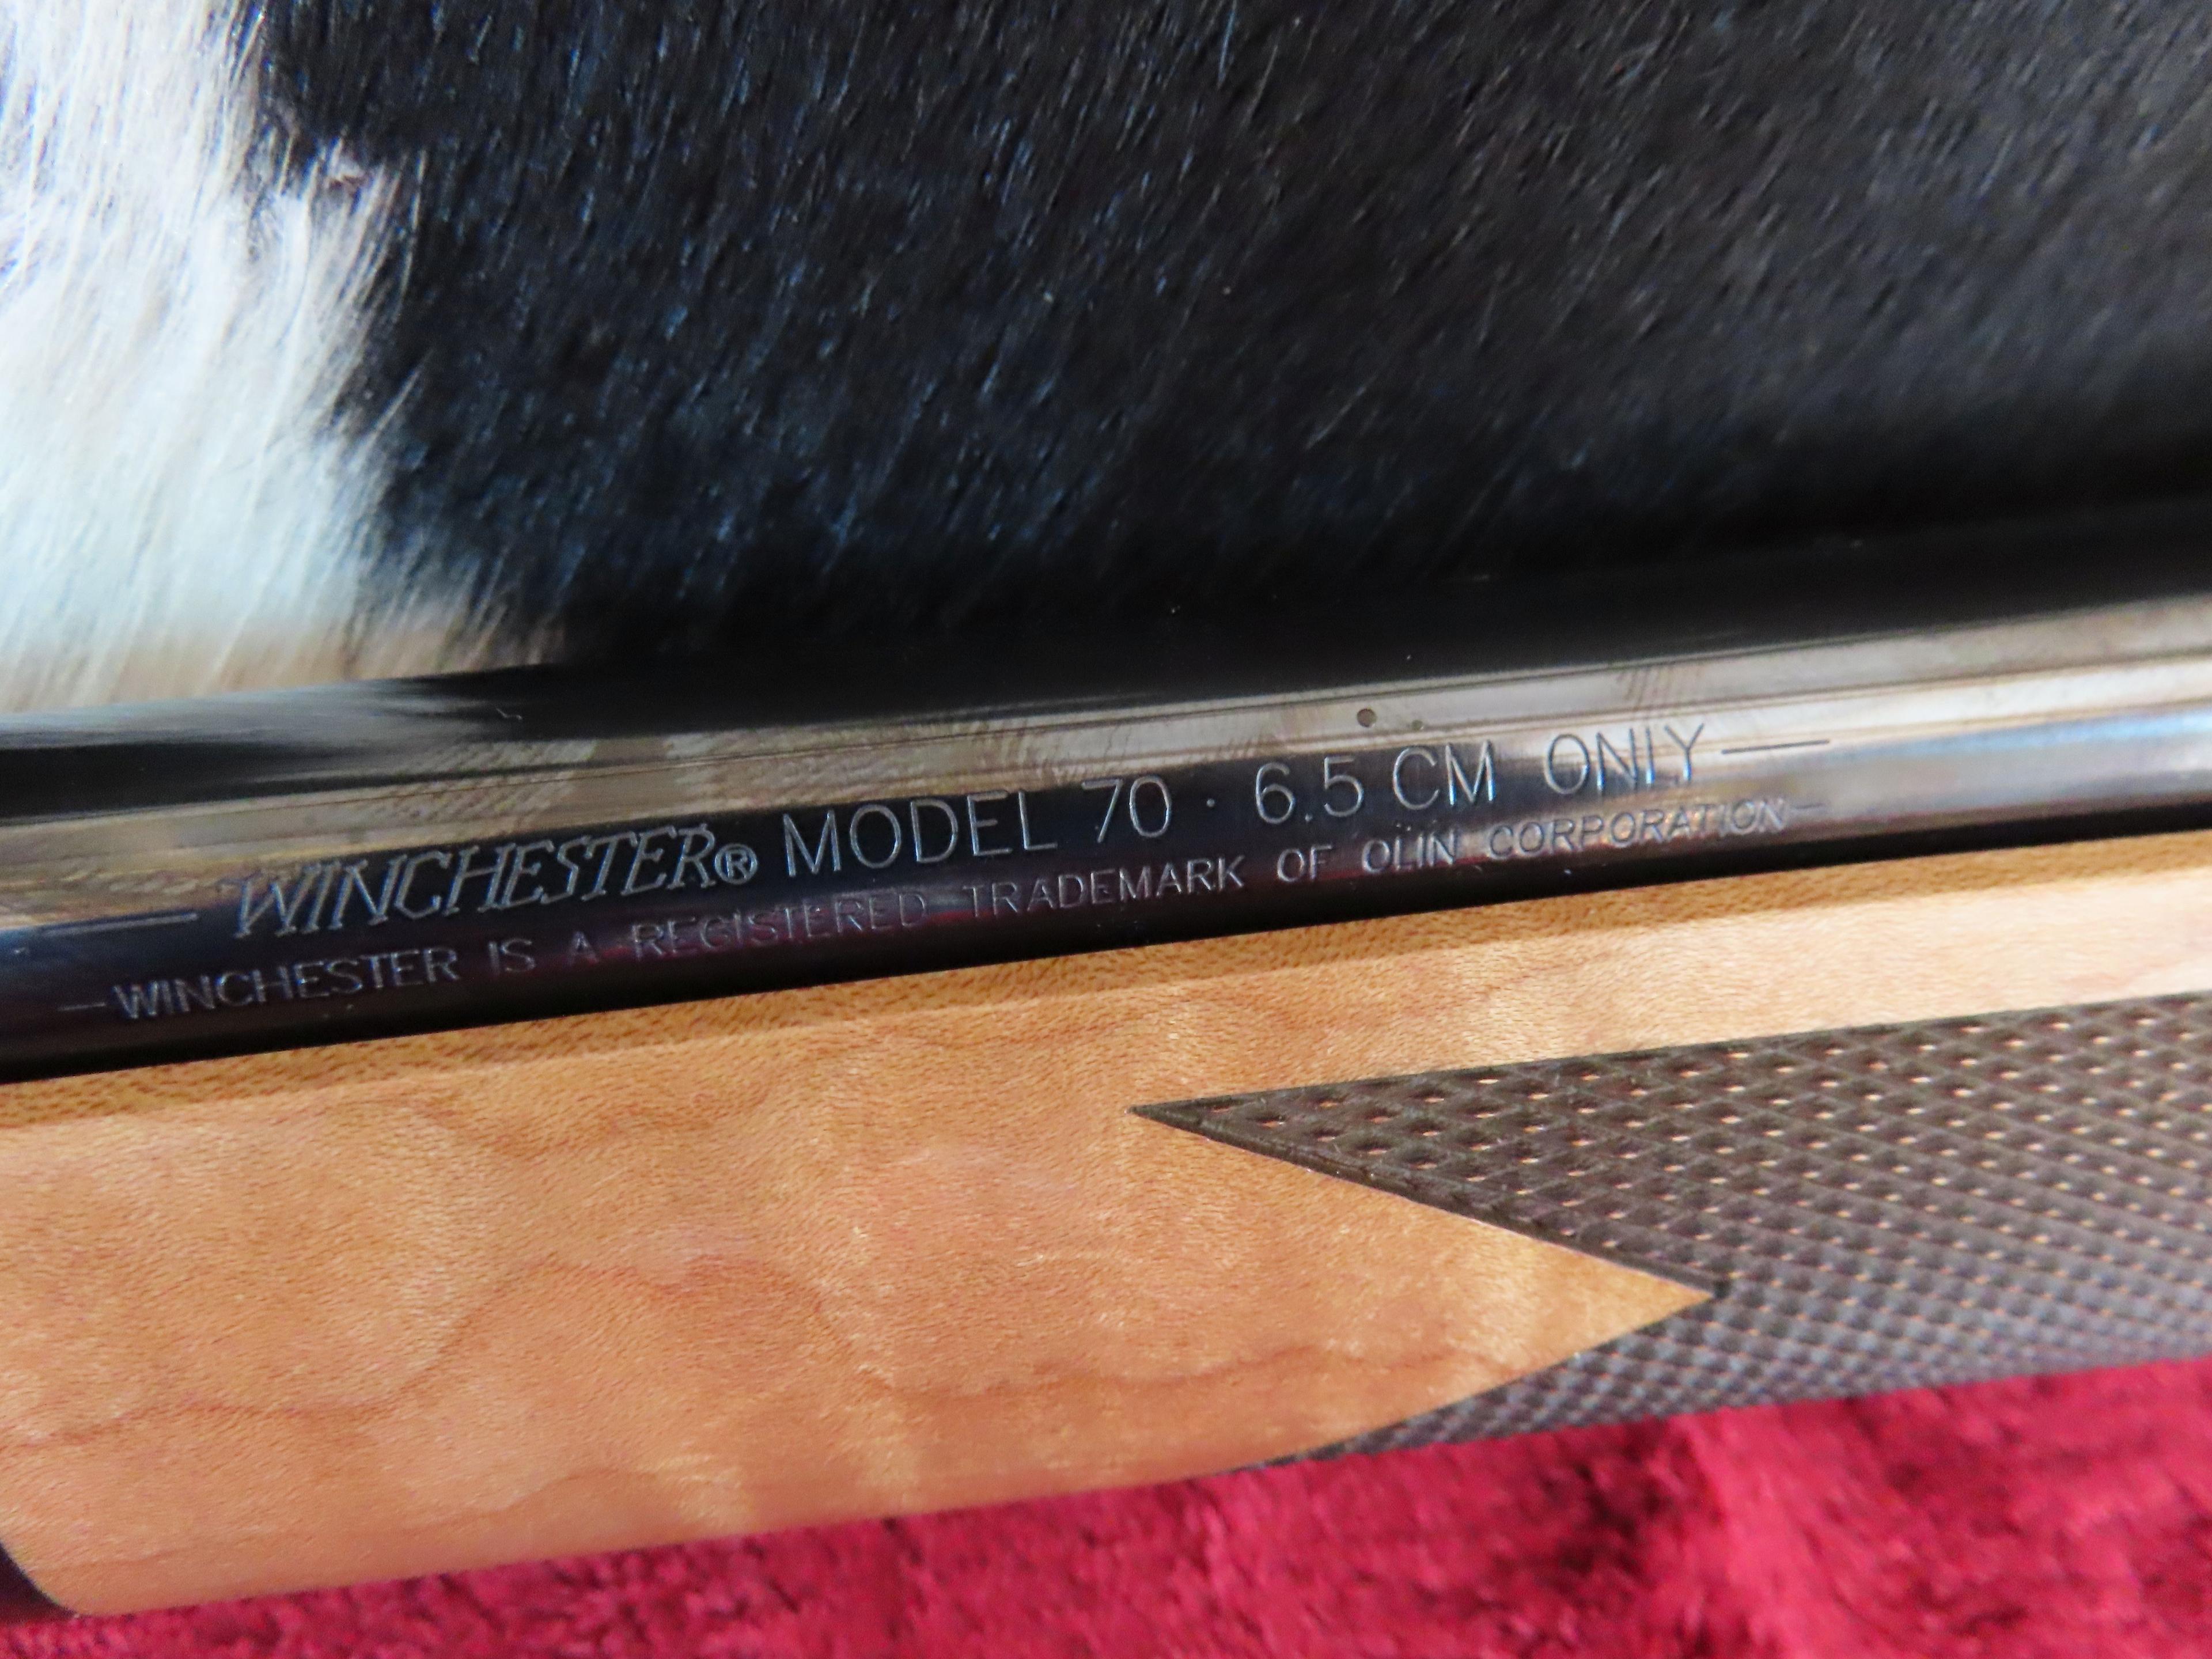 — WINCHESTER® MODEL 70 · 6.5 CM ONLY —
— WINCHESTER IS A REGISTERED TRADEMARK OF OLIN CORPORATION —